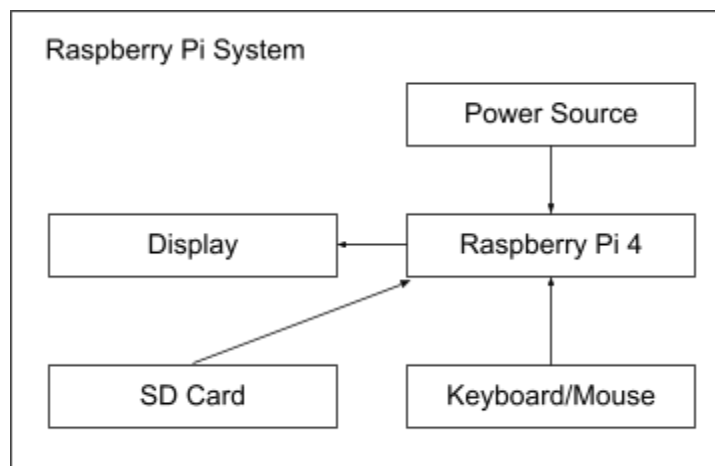 Raspberry Pi System
Power Source
Display
Raspberry Pi 4
SD Card
Keyboard/Mouse